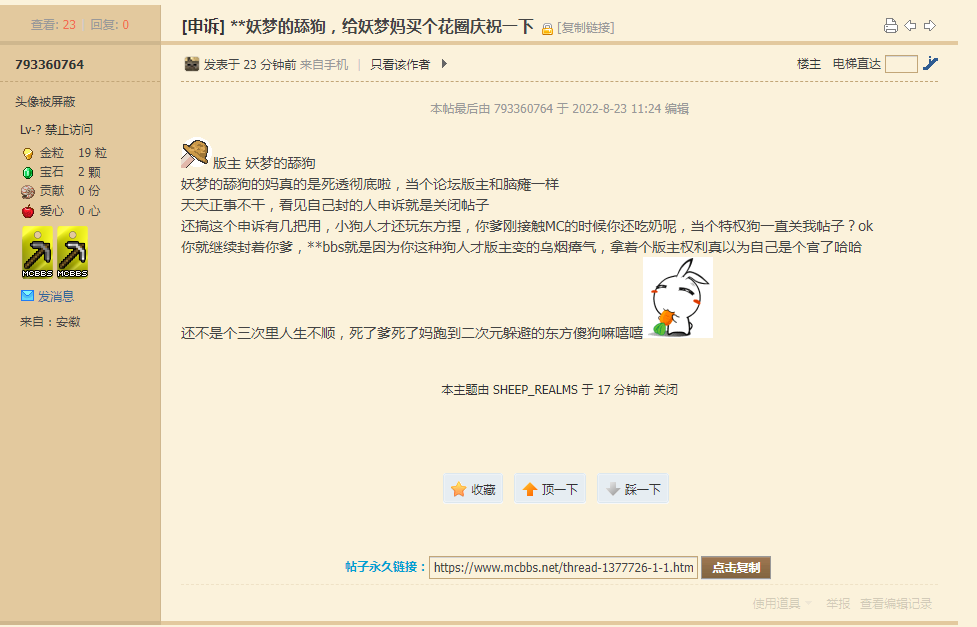 查看: 23 回复: 0
[申诉] **妖梦的舔狗，给妖梦妈买个花圈庆祝一下 [复制链接]
793360764
发表于 23 分钟前 来自手机 | 只看该作者
楼主 电梯直达
头像被屏蔽
Lv-? 禁止访问
金粒 19 粒
宝石 2 颗
贡献 0 份
爱心 0 心
MCBBS MCBBS
发消息
来自：安徽
本帖最后由 793360764 于 2022-8-23 11:24 编辑
版主 妖梦的舔狗
妖梦的舔狗的妈真的是死透彻底啦，当个论坛版主和脑瘫一样
天天正事不干，看见自己封的人申诉就是关闭帖子
还搞这个申诉有几把用，小狗人才还玩东方捏，你爹刚接触MC的时候你还吃奶呢，当个特权狗一直关我帖子？ok
你就继续封着你爹，**bbs就是因为你这种狗人才版主变的乌烟瘴气，拿着个版主权利真以为自己是个官了哈哈
还不是个三次里人生不顺，死了爹死了妈跑到二次元躲避的东方傻狗嘛嘻嘻
本主题由 SHEEP_REALMS 于 17 分钟前 关闭
收藏 顶一下 踩一下
帖子永久链接： https://www.mcbbs.net/thread-1377726-1-1.htm 点击复制
使用道具 举报 查看编辑记录